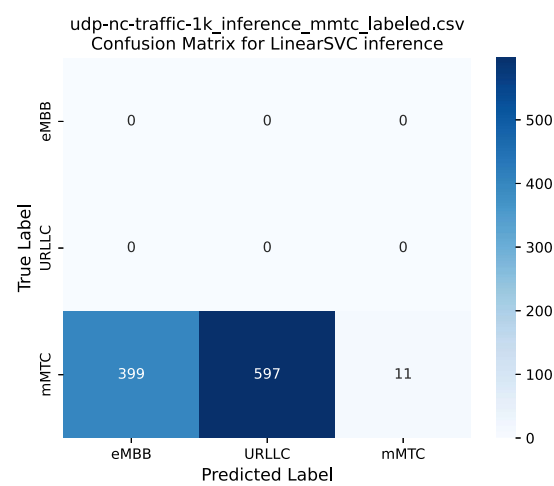 udp-nc-traffic-1k_inference_mmtc_labeled.csv
Confusion Matrix for LinearSVC inference
True Label
eMBB
0 0 0
URLLC
0 0 0
mMTC
399 597 11
eMBB URLLC mMTC
Predicted Label
500
400
300
200
100
0